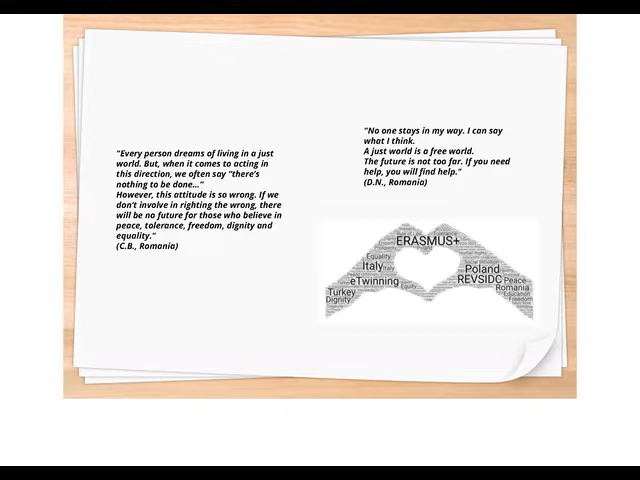 "Every person dreams of living in a just
world. But, when it comes to acting in
this direction, we often say "there's
nothing to be done..."
However, this attitude is so wrong. If we
don't involve in righting the wrong, there
will be no future for those who believe in
peace, tolerance, freedom, dignity and
equality."
(C.B., Romania)
"No one stays in my way. I can say
what I think.
A just world is a free world.
The future is not too far. If you need
help, you will find help."
(D.N., Romania)
ERASMUS+
Equality
Italy
eTwinning
Turkey
Dignity
Equity
Tolerance
Poland
REVSIDC
Peace
Romania
Education
Freedom